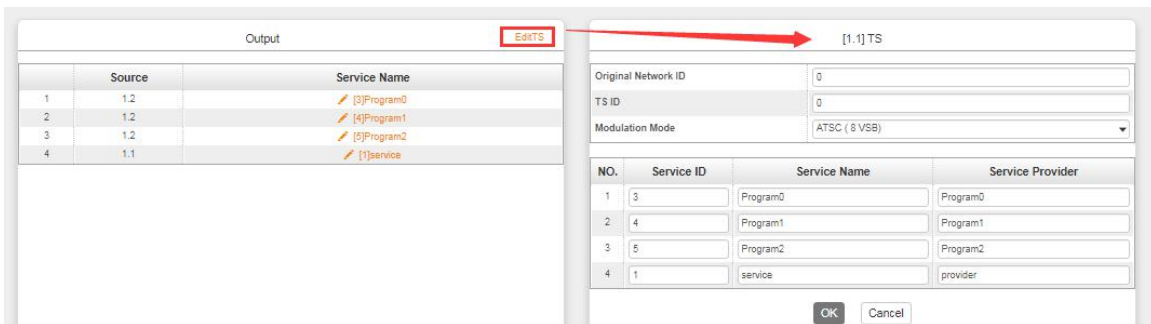 Output EditTS
Source Service Name
1 1.2 [3]Program0
2 1.2 [4]Program1
3 1.2 [5]Program2
4 1.1 [1]service
[1.1] TS
Original Network ID 0
TS ID 0
Modulation Mode ATSC ( 8 VSB)
NO. Service ID Service Name Service Provider
1 3 Program0 Program0
2 4 Program1 Program1
3 5 Program2 Program2
4 1 service provider
OK Cancel